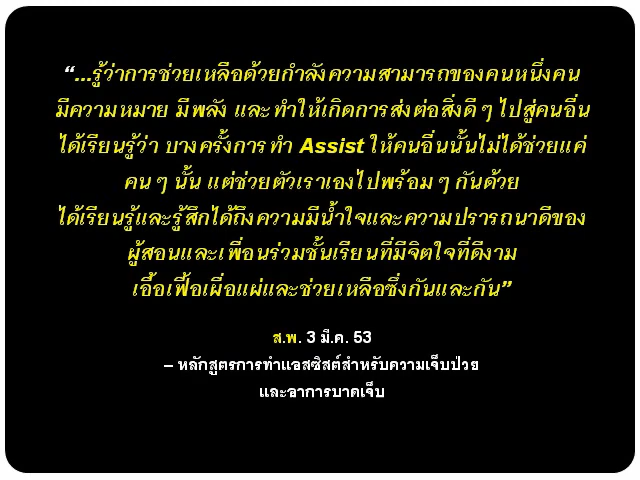 “...รู้ว่าการช่วยเหลือด้วยกำลังความสามารถของคนหนึ่งคน
มีความหมาย มีพลัง และทำให้เกิดการส่งต่อสิ่งดีๆ ไปสู่คนอื่น
ได้เรียนรู้ว่า บางครั้งการทำ Assist ให้คนอื่นนั้นไม่ได้ช่วยแค่
คนๆ นั้น แต่ช่วยตัวเราเองไปพร้อมๆ กันด้วย
ได้เรียนรู้และรู้สึกได้ถึงความมีน้ำใจและความปรารถนาดีของ
ผู้สอนและเพื่อนร่วมชั้นเรียนที่มีจิตใจที่ดีงาม
เอื้อเฟื้อเผื่อแผ่และช่วยเหลือซึ่งกันและกัน”
ส.พ. 3 มี.ค. 53
– หลักสูตรการทำแอสซิสต์สำหรับความเจ็บป่วย
และอาการบาดเจ็บ